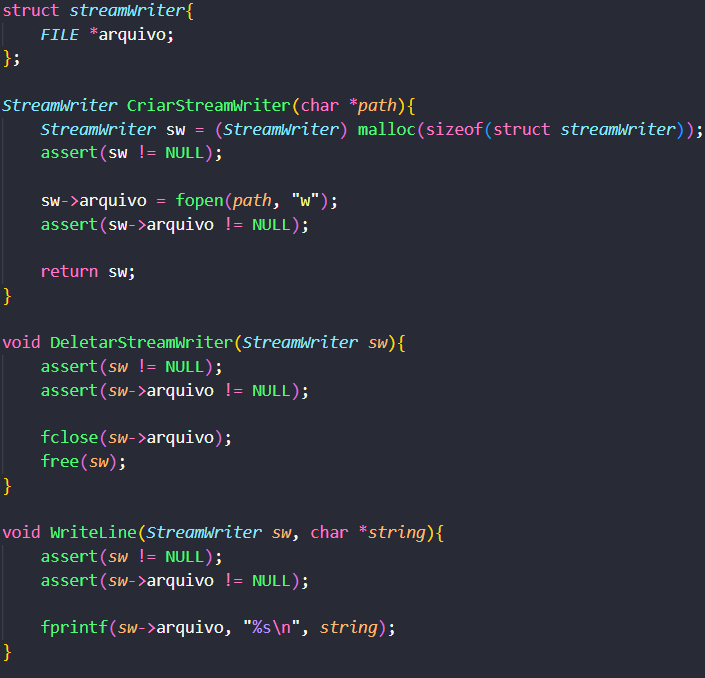 struct streamWriter{
    FILE *arquivo;
};

StreamWriter CriarStreamWriter(char *path){
    StreamWriter sw = (StreamWriter) malloc(sizeof(struct streamWriter));
    assert(sw != NULL);

    sw->arquivo = fopen(path, "w");
    assert(sw->arquivo != NULL);

    return sw;
}

void DeletarStreamWriter(StreamWriter sw){
    assert(sw != NULL);
    assert(sw->arquivo != NULL);

    fclose(sw->arquivo);
    free(sw);
}

void WriteLine(StreamWriter sw, char *string){
    assert(sw != NULL);
    assert(sw->arquivo != NULL);

    fprintf(sw->arquivo, "%s\n", string);
}